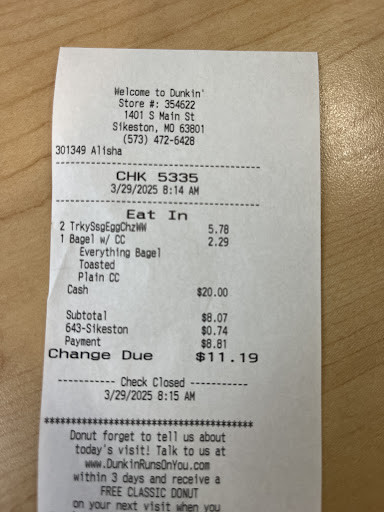 Welcome to Dunkin'
Store #: 354622
1401 S Main St
Sikeston, MO 63801
(573) 472-6428
301349 Alisha
--------------------------------
CHK 5335
3/29/2025 8:14 AM
--------------------------------
Eat In
2 TrkySsgEggChzWW 5.78
1 Bagel w/ CC 2.29
Everything Bagel
Toasted
Plain CC
Cash $20.00
Subtotal $8.07
643-Sikeston $0.74
Payment $8.81
Change Due $11.19
----------- Check Closed -----------
3/29/2025 8:15 AM
****************************************
Donut forget to tell us about
today's visit! Talk to us at
www.DunkinRunsOnYou.com
within 3 days and receive a
FREE CLASSIC DONUT
on your next visit when you